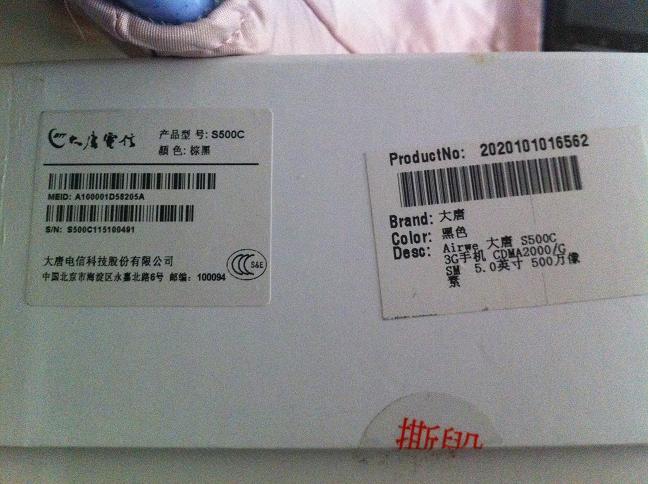 大唐電信
产品型号: S500C
顏色: 棕黑
MEID: A100001D58205A
S/N: S500C115100491
大唐电信科技股份有限公司
中国北京市海淀区永嘉北路6号 邮编: 100094
CCC S&E
ProductNo: 2020101016562
Brand: 大唐
Color: 黑色
Desc: Airwe 大唐 S500C
3G手机 CDMA2000/G
SM 5.0英寸 500万像
素
撕毁